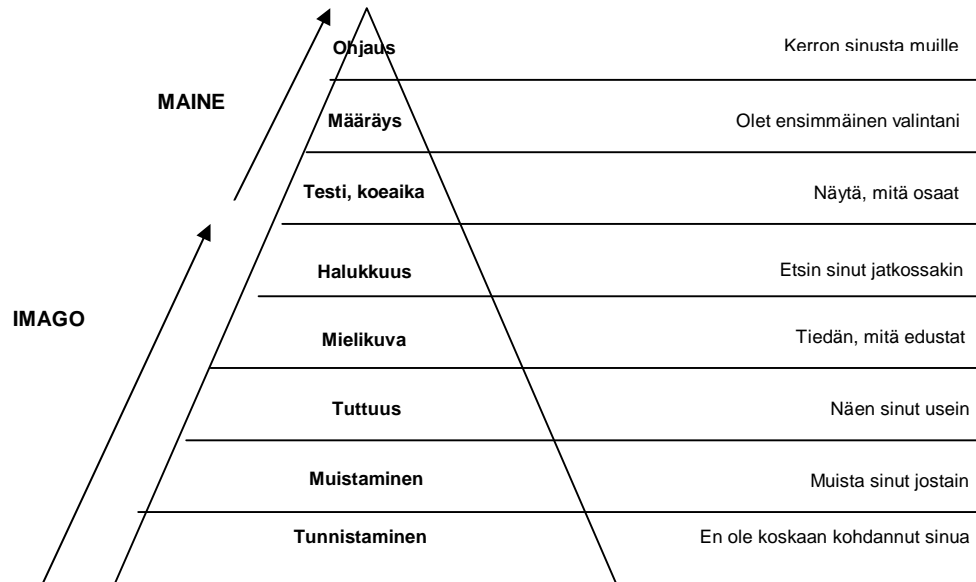 Ohjaus Kerron sinusta muille
MAINE
Määräys Olet ensimmäinen valintani
Testi, koeaika Näytä, mitä osaat
Halukkuus Etsin sinut jatkossakin
IMAGO
Mielikuva Tiedän, mitä edustat
Tuttuus Näen sinut usein
Muistaminen Muista sinut jostain
Tunnistaminen En ole koskaan kohdannut sinua